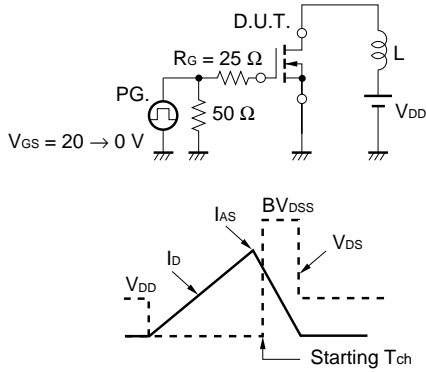 D.U.T.
RG = 25 Ω
L
PG.
50 Ω
VDD
VGS = 20 → 0 V
BVDSS
IAS
ID
VDS
VDD
Starting Tch